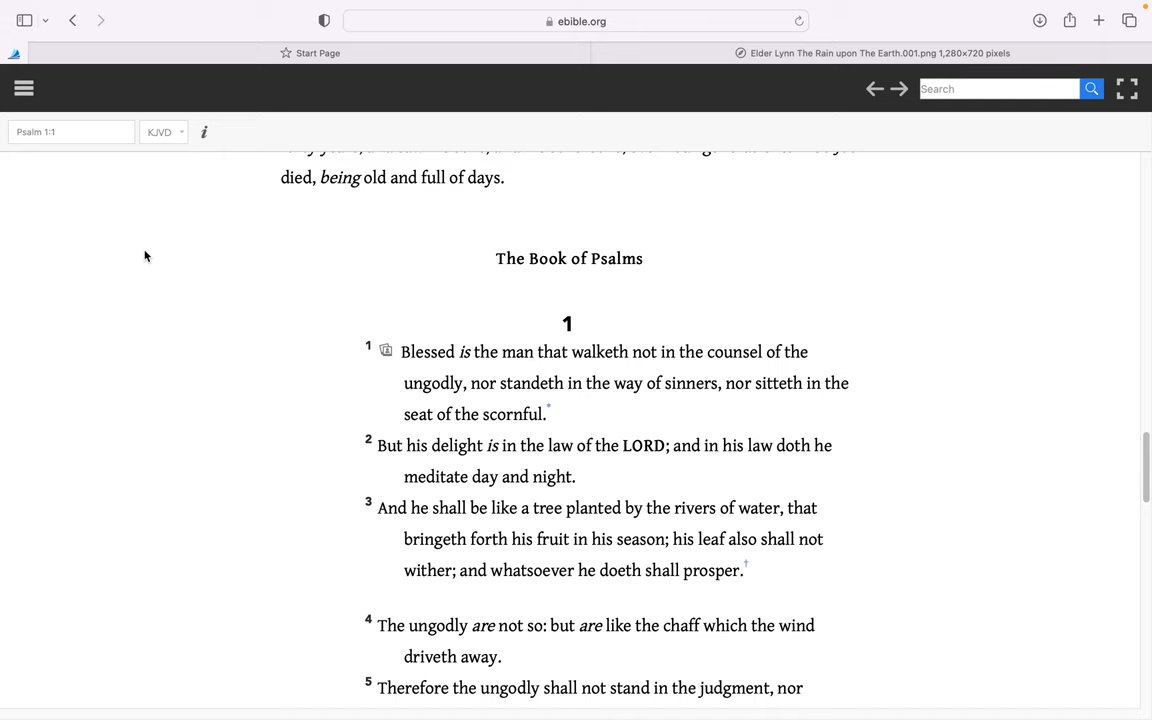 ebible.org
Start Page
Elder Lynn The Rain upon The Earth.001.png 1,280×720 pixels
Search
Psalm 1:1
KJVD
i
died, being old and full of days.
The Book of Psalms
1
1 Blessed is the man that walketh not in the counsel of the
ungodly, nor standeth in the way of sinners, nor sitteth in the
seat of the scornful.*
2 But his delight is in the law of the LORD; and in his law doth he
meditate day and night.
3 And he shall be like a tree planted by the rivers of water, that
bringeth forth his fruit in his season; his leaf also shall not
wither; and whatsoever he doeth shall prosper.†
4 The ungodly are not so: but are like the chaff which the wind
driveth away.
5 Therefore the ungodly shall not stand in the judgment, nor